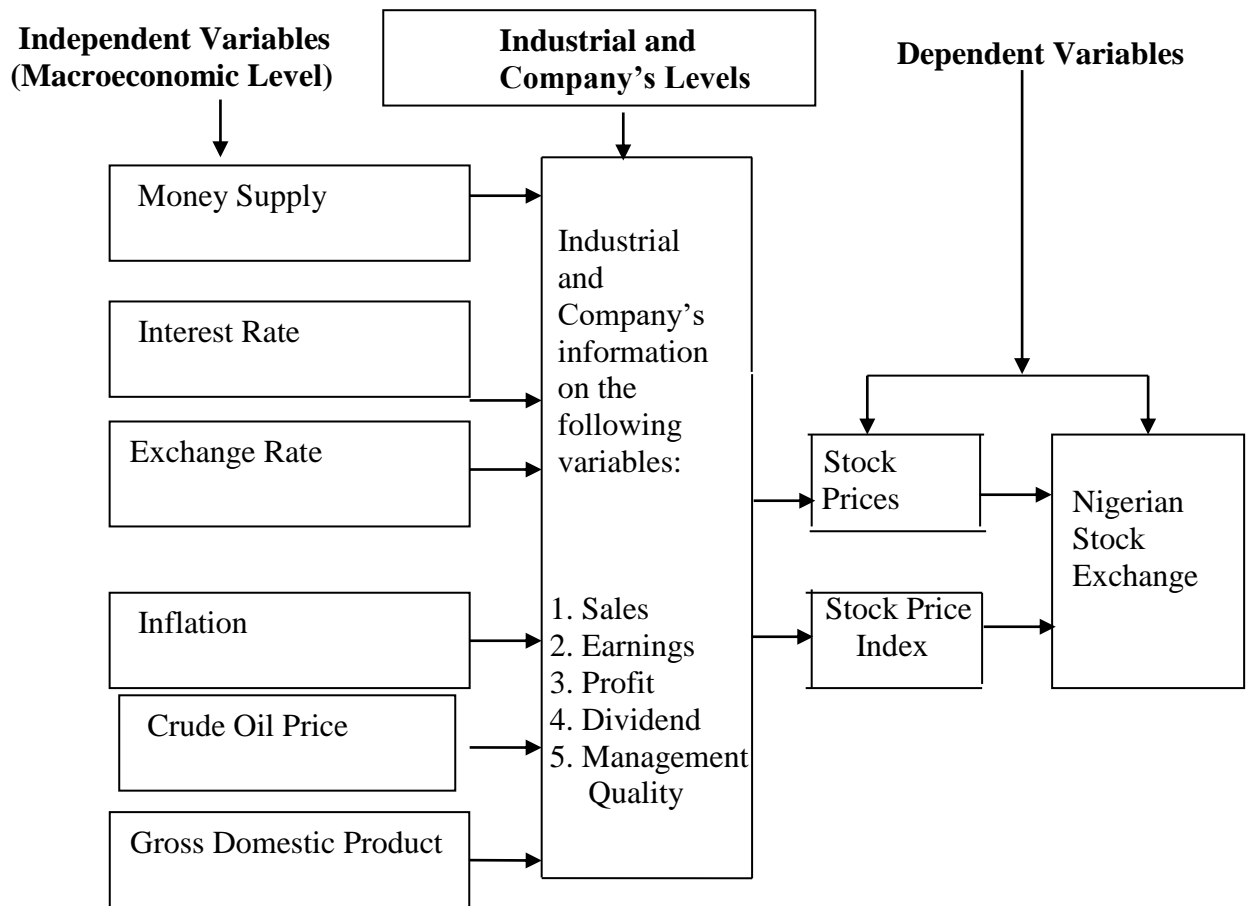 Independent Variables
(Macroeconomic Level)
Industrial and
Company’s Levels
Dependent Variables
Money Supply
Interest Rate
Exchange Rate
Inflation
Crude Oil Price
Gross Domestic Product
Industrial
and
Company’s
information
on the
following
variables:
1. Sales
2. Earnings
3. Profit
4. Dividend
5. Management
Quality
Stock
Prices
Stock Price
Index
Nigerian
Stock
Exchange